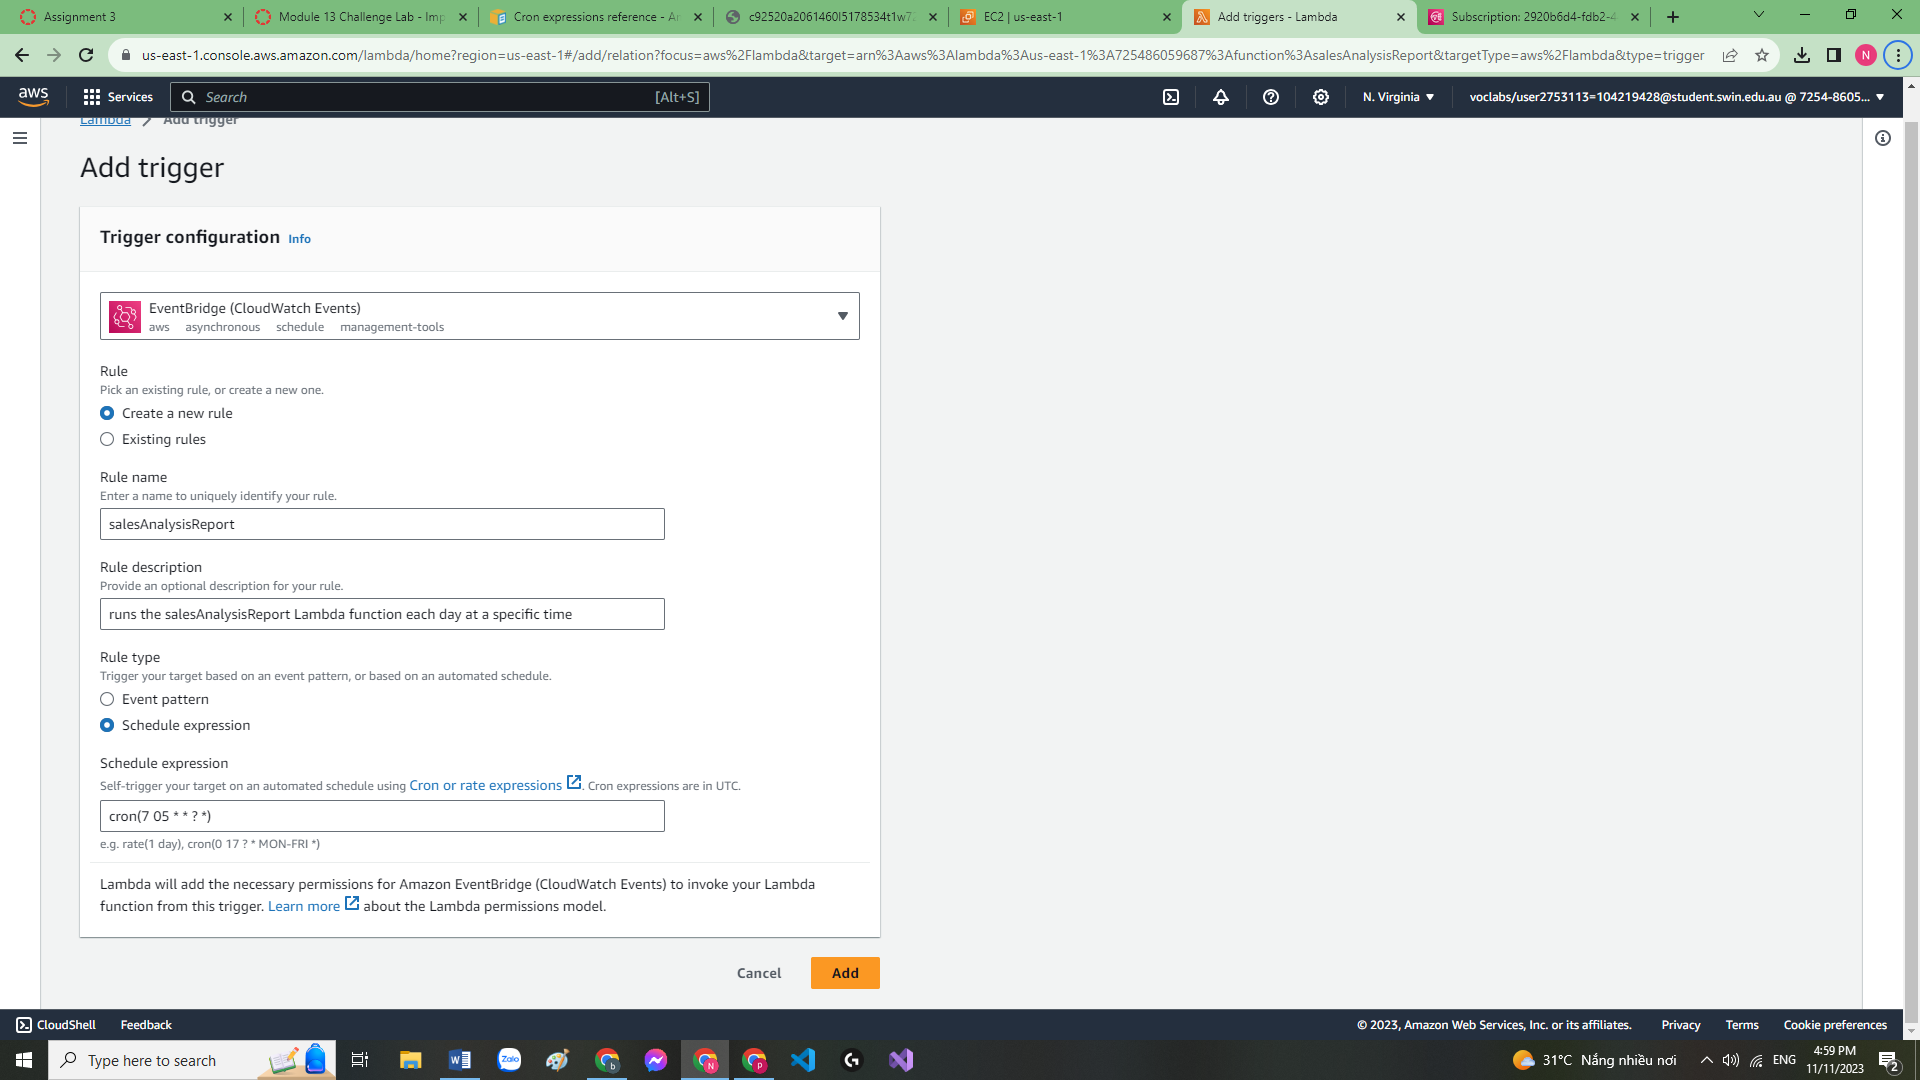 Assignment 3
Module 13 Challenge Lab - Imp
Cron expressions reference - Am
c92520a2061460l5178534t1w72
EC2 | us-east-1
Add triggers - Lambda
Subscription: 2920b6d4-fdb2-4
us-east-1.console.aws.amazon.com/lambda/home?region=us-east-1#/add/relation?focus=aws%2Flambda&target=arn%3Aaws%3Alambda%3Aus-east-1%3A725486059687%3Afunction%3AsalesAnalysisReport&targetType=aws%2Flambda&type=trigger
N
aws
Services
Search
[Alt+S]
N. Virginia
voclabs/user2753113=104219428@student.swin.edu.au @ 7254-8605...
Lambda
Add trigger
Add trigger
Trigger configuration Info
EventBridge (CloudWatch Events)
aws asynchronous schedule management-tools
Rule
Pick an existing rule, or create a new one.
Create a new rule
Existing rules
Rule name
Enter a name to uniquely identify your rule.
salesAnalysisReport
Rule description
Provide an optional description for your rule.
runs the salesAnalysisReport Lambda function each day at a specific time
Rule type
Trigger your target based on an event pattern, or based on an automated schedule.
Event pattern
Schedule expression
Schedule expression
Self-trigger your target on an automated schedule using Cron or rate expressions. Cron expressions are in UTC.
cron(7 05 * * ? *)
e.g. rate(1 day), cron(0 17 ? * MON-FRI *)
Lambda will add the necessary permissions for Amazon EventBridge (CloudWatch Events) to invoke your Lambda
function from this trigger. Learn more about the Lambda permissions model.
Cancel
Add
CloudShell
Feedback
© 2023, Amazon Web Services, Inc. or its affiliates.
Privacy
Terms
Cookie preferences
Type here to search
Zalo
31°C Nắng nhiều nơi
ENG
4:59 PM
11/11/2023
2